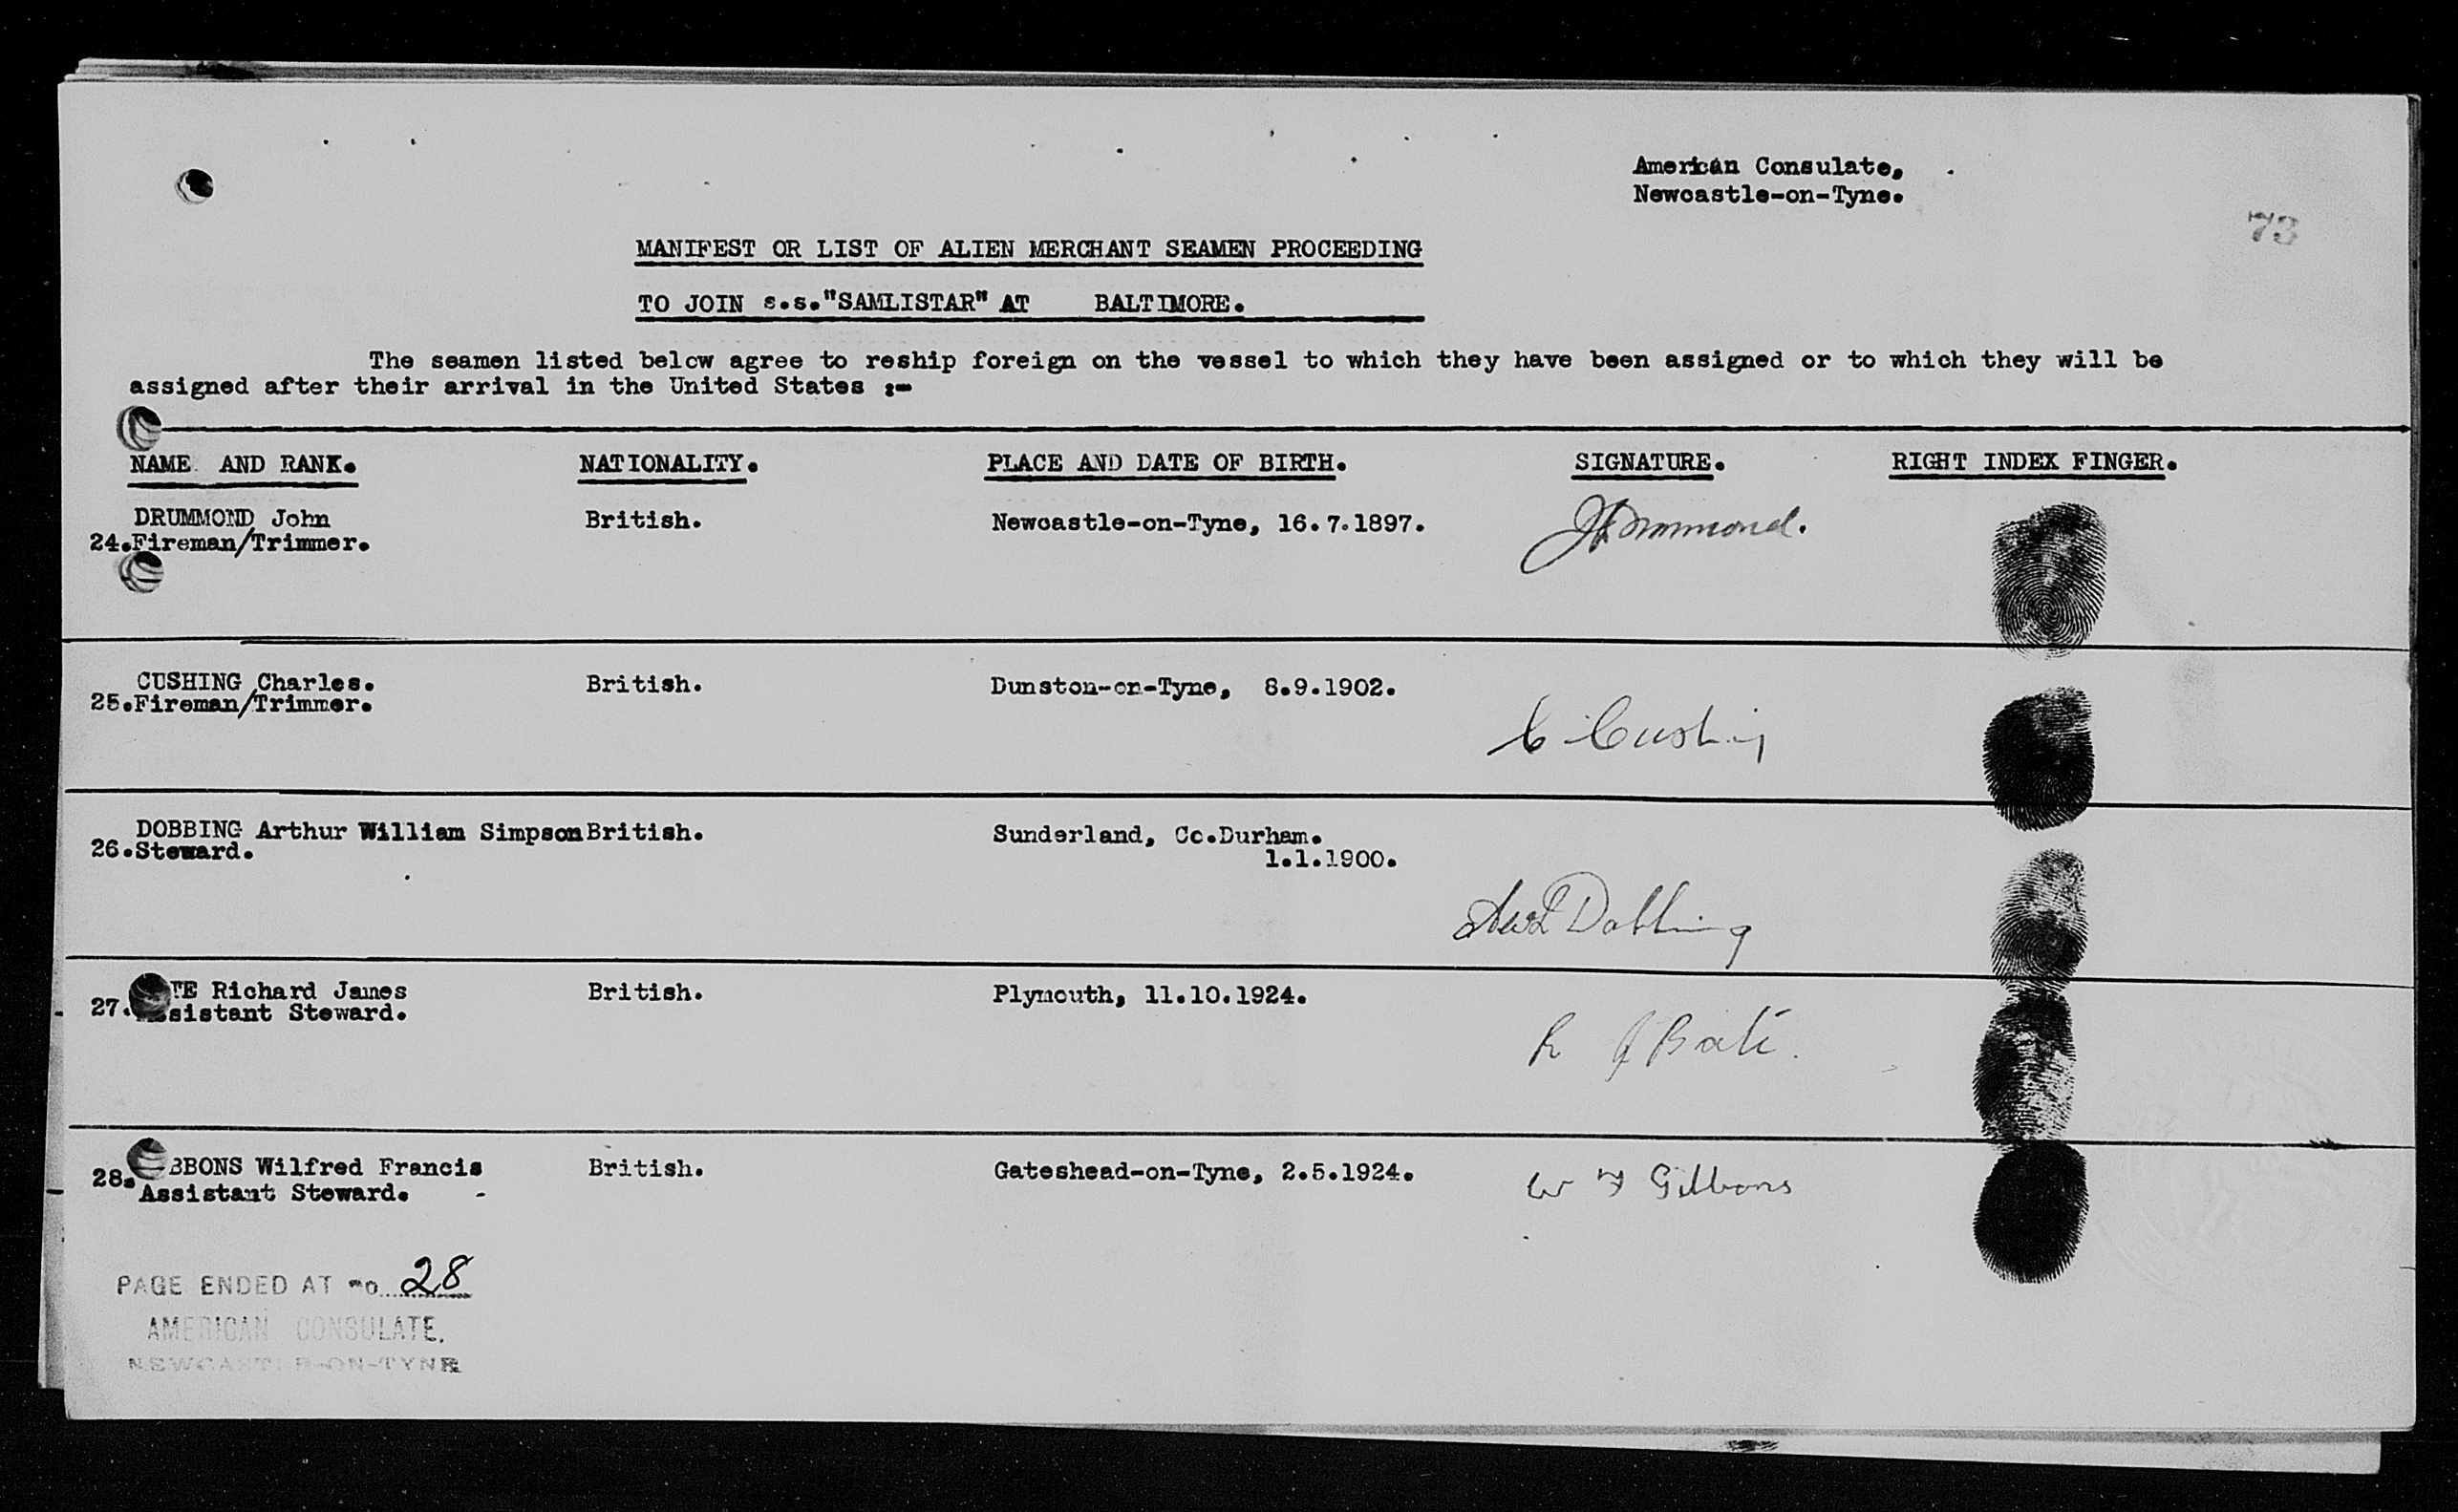 American Consulate,
Newcastle-on-Tyne.
73
MANIFEST OR LIST OF ALIEN MERCHANT SEAMEN PROCEEDING
TO JOIN s.s."SAMLISTAR" AT BALTIMORE.
The seamen listed below agree to reship foreign on the vessel to which they have been assigned or to which they will be
assigned after their arrival in the United States :-
NAME AND RANK. NATIONALITY. PLACE AND DATE OF BIRTH. SIGNATURE. RIGHT INDEX FINGER.
DRUMMOND John British. Newcastle-on-Tyne, 16.7.1897. J Drummond.
24.Fireman/Trimmer.
CUSHING Charles. British. Dunston-on-Tyne, 8.9.1902.
25.Fireman/Trimmer.
C Cushing
DOBBING Arthur William Simpson British. Sunderland, Co.Durham.
26.Steward. 1.1.1900.
Dobbing
TE Richard James British. Plymouth, 11.10.1924.
27. sistant Steward.
R J Bate.
BBONS Wilfred Francis British. Gateshead-on-Tyne, 2.5.1924. W F Gibbons
28. Assistant Steward.
PAGE ENDED AT no 28
AMERICAN CONSULATE.
NEWCASTLE-ON-TYNE